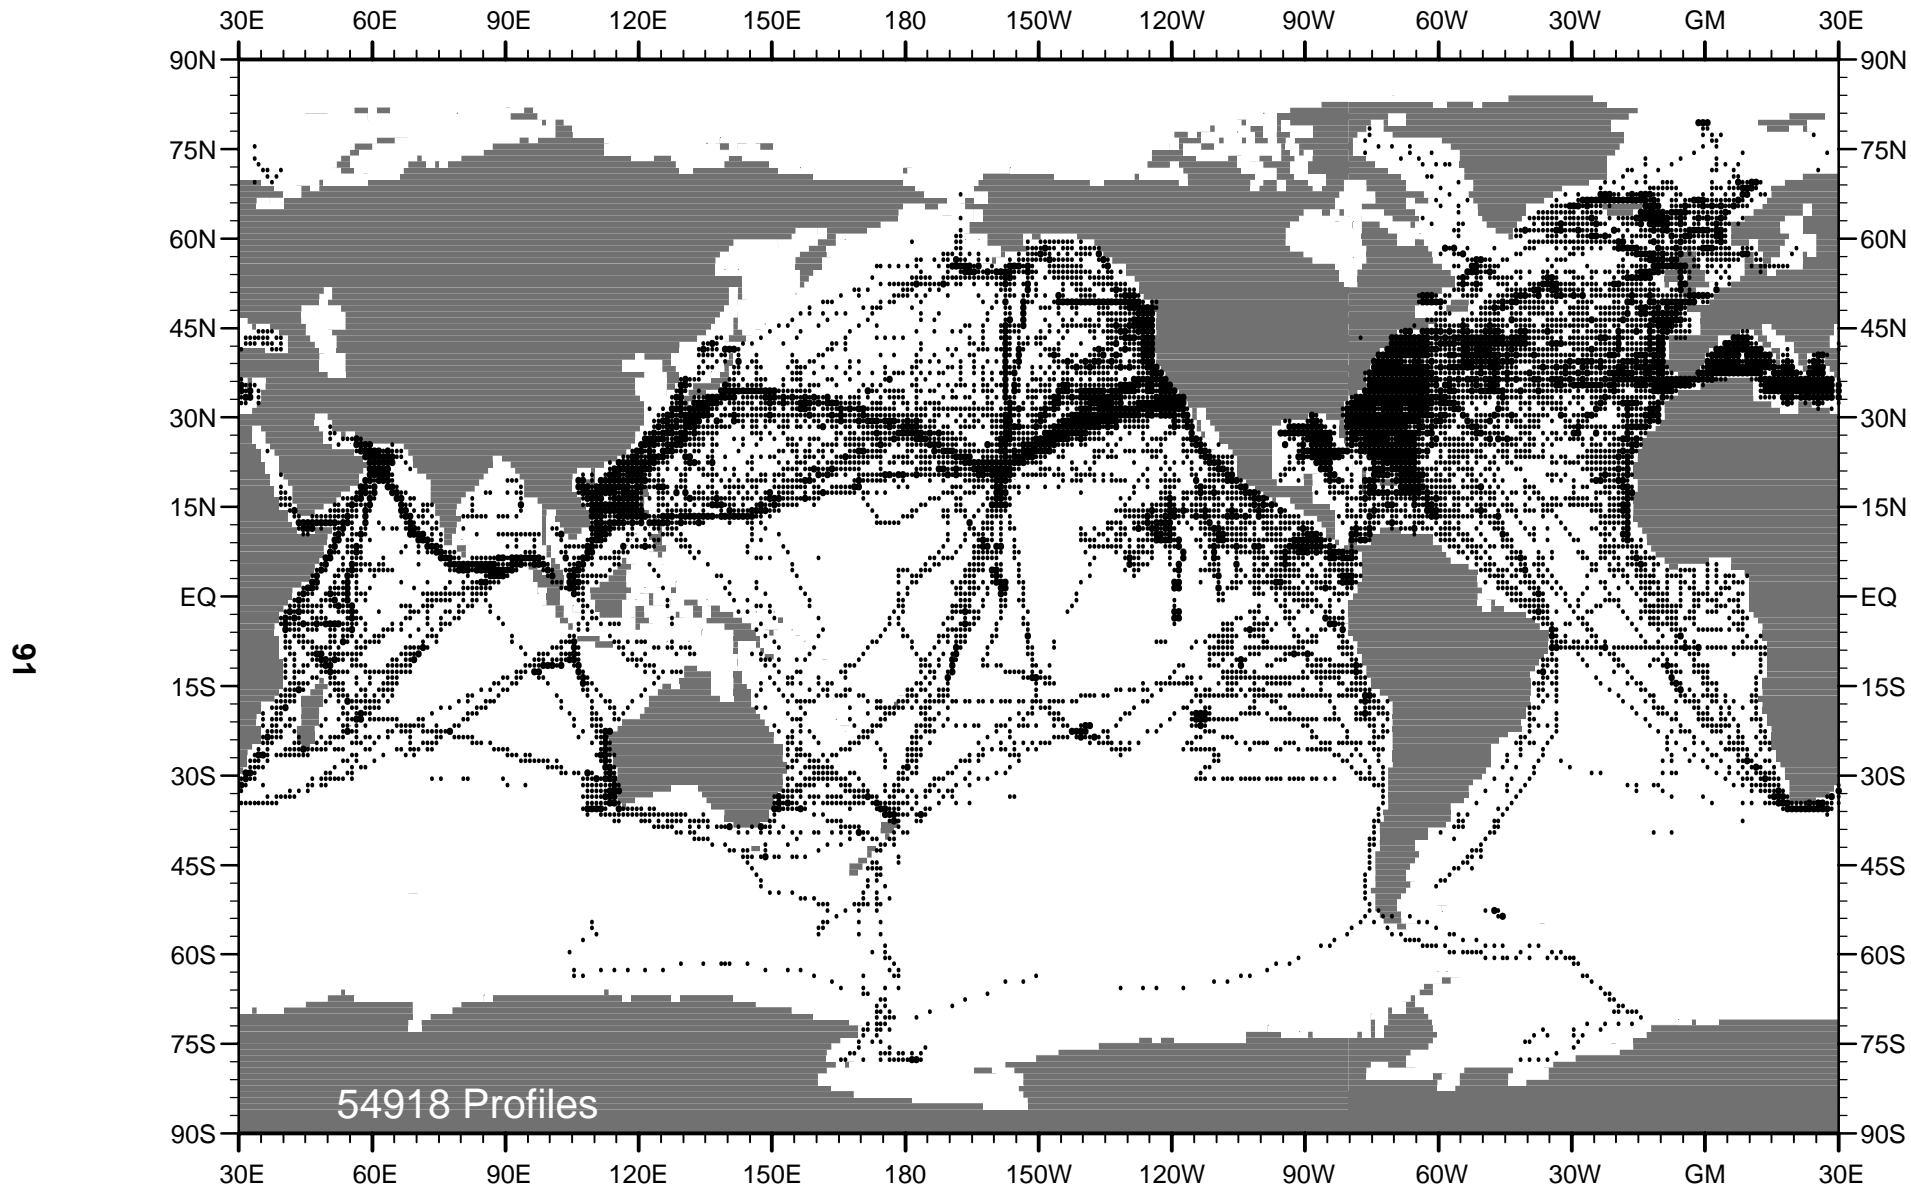 30E 60E 90E 120E 150E 180 150W 120W 90W 60W 30W GM 30E
90N 90N
75N 75N
60N 60N
45N 45N
30N 30N
15N 15N
EQ EQ
91
15S 15S
30S 30S
45S 45S
60S 60S
75S 75S
54918 Profiles
90S 90S
30E 60E 90E 120E 150E 180 150W 120W 90W 60W 30W GM 30E